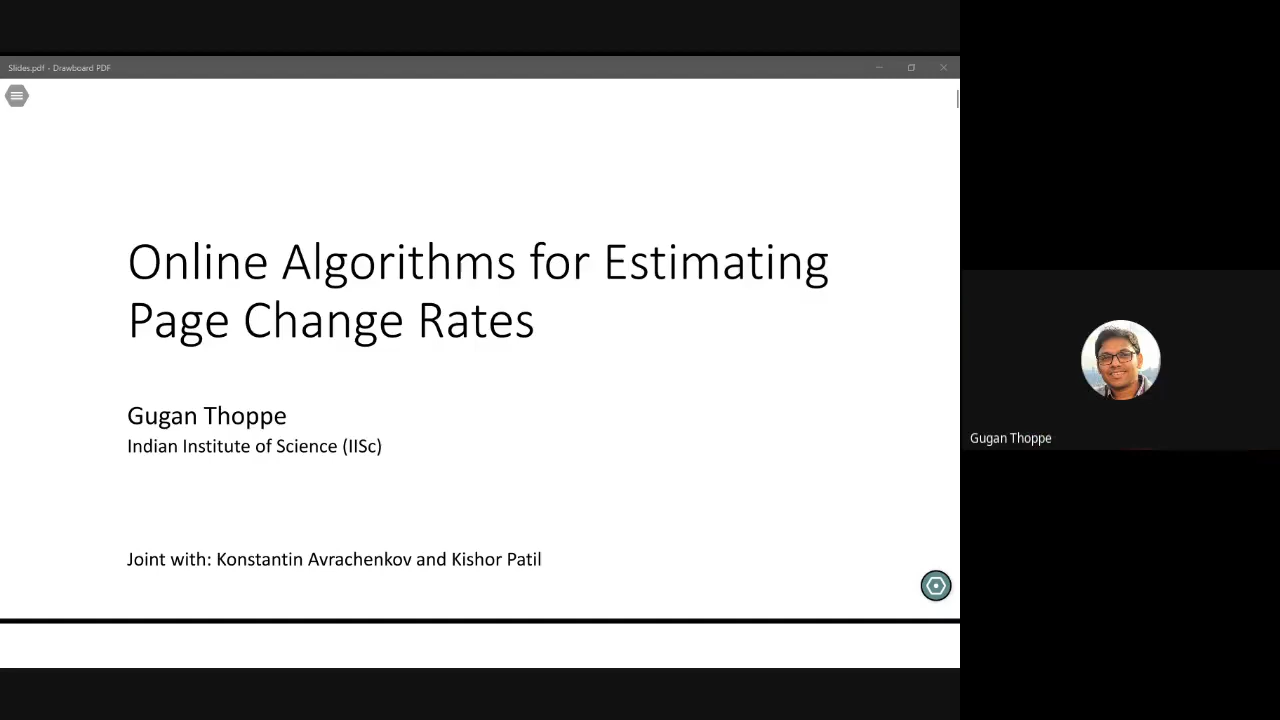 Slides.pdf - Drawboard PDF
Online Algorithms for Estimating
Page Change Rates
Gugan Thoppe
Indian Institute of Science (IISc)
Joint with: Konstantin Avrachenkov and Kishor Patil
Gugan Thoppe